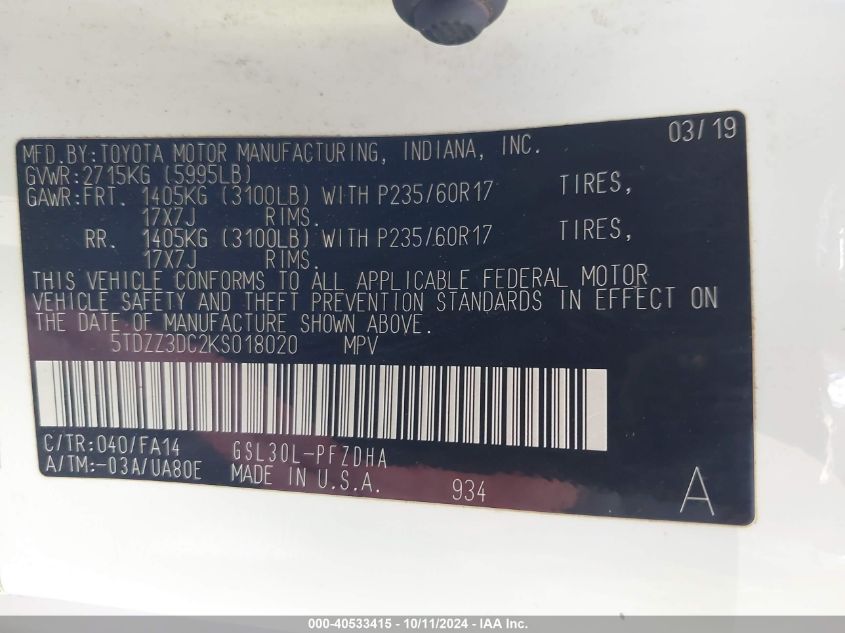 03/19
MFD.BY:TOYOTA MOTOR MANUFACTURING, INDIANA, INC.
GVWR:2715KG (5995LB)
GAWR:FRT. 1405KG (3100LB) WITH P235/60R17 TIRES,
17X7J RIMS.
RR. 1405KG (3100LB) WITH P235/60R17 TIRES,
17X7J RIMS.
THIS VEHICLE CONFORMS TO ALL APPLICABLE FEDERAL MOTOR
VEHICLE SAFETY AND THEFT PREVENTION STANDARDS IN EFFECT ON
THE DATE OF MANUFACTURE SHOWN ABOVE.
5TDZZ3DC2KS018020 MPV
C/TR:040/FA14 GSL30L-PFZDHA
A/TM:-03A/UA80E MADE IN U.S.A. 934 A
000-40533415 - 10/11/2024 - IAA Inc.